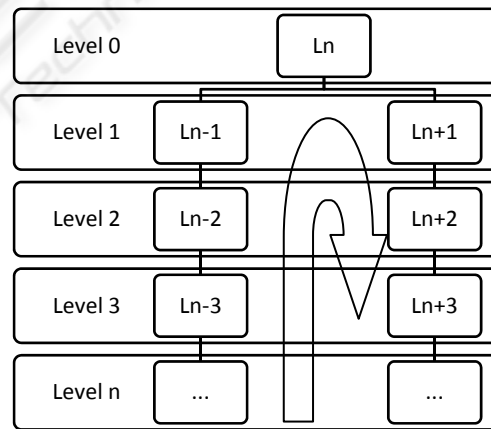 Level 0 Ln
Level 1 Ln-1 Ln+1
Level 2 Ln-2 Ln+2
Level 3 Ln-3 Ln+3
Level n ... ...